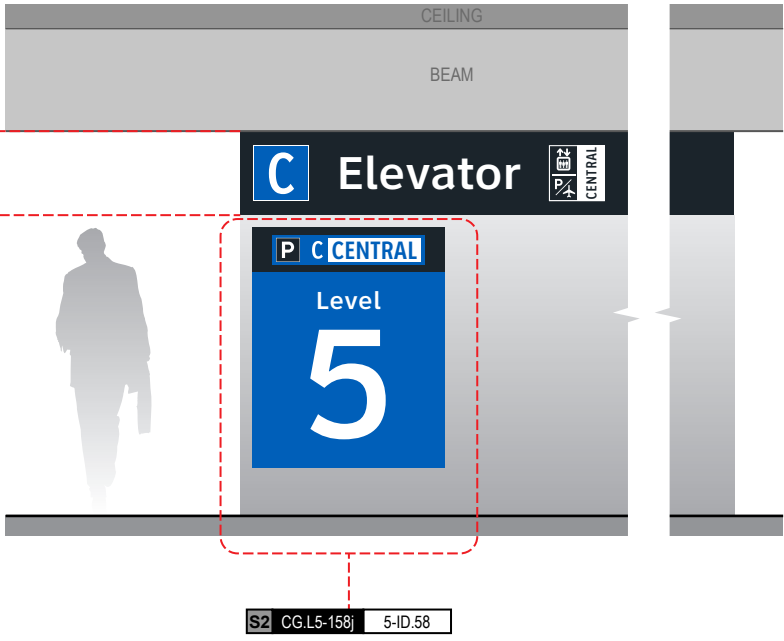 CEILING
BEAM
C Elevator P CENTRAL
P C CENTRAL
Level
5
S2 CG.L5-158j 5-ID.58